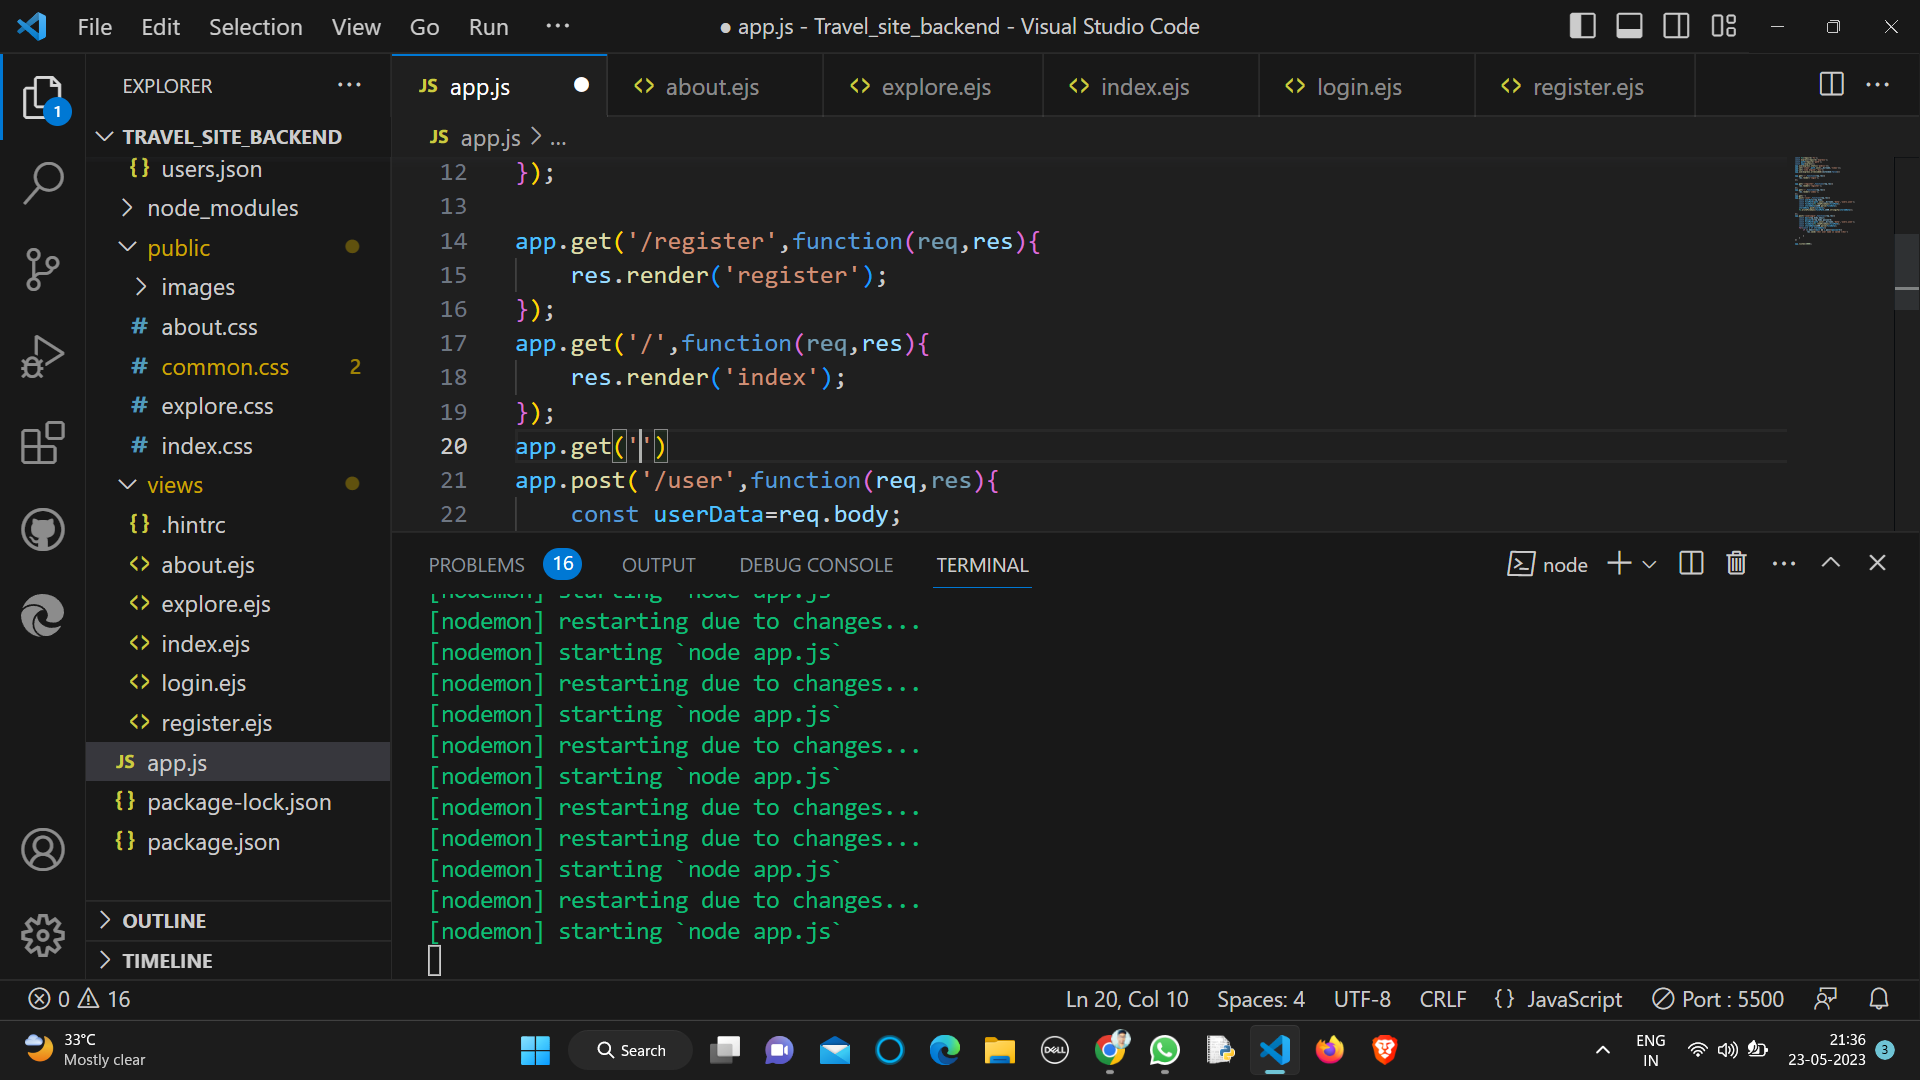 File Edit Selection View Go Run ···
● app.js - Travel_site_backend - Visual Studio Code
EXPLORER ···
TRAVEL_SITE_BACKEND
{} users.json
node_modules
public
images
# about.css
# common.css 2
# explore.css
# index.css
views
{} .hintrc
<> about.ejs
<> explore.ejs
<> index.ejs
<> login.ejs
<> register.ejs
JS app.js
{} package-lock.json
{} package.json
OUTLINE
TIMELINE
1
JS app.js ●
<> about.ejs
<> explore.ejs
<> index.ejs
<> login.ejs
<> register.ejs
···
JS app.js > ...
12 });
13
14 app.get('/register',function(req,res){
15 res.render('register');
16 });
17 app.get('/',function(req,res){
18 res.render('index');
19 });
20 app.get('')
21 app.post('/user',function(req,res){
22 const userData=req.body;
PROBLEMS 16 OUTPUT DEBUG CONSOLE TERMINAL
node
[nodemon] starting `node app.js`
[nodemon] restarting due to changes...
[nodemon] starting `node app.js`
[nodemon] restarting due to changes...
[nodemon] starting `node app.js`
[nodemon] restarting due to changes...
[nodemon] starting `node app.js`
[nodemon] restarting due to changes...
[nodemon] restarting due to changes...
[nodemon] starting `node app.js`
[nodemon] restarting due to changes...
[nodemon] starting `node app.js`
0 16
Ln 20, Col 10 Spaces: 4 UTF-8 CRLF {} JavaScript Port : 5500
33°C
Mostly clear
Search
DELL
ENG
IN
21:36
23-05-2023
3